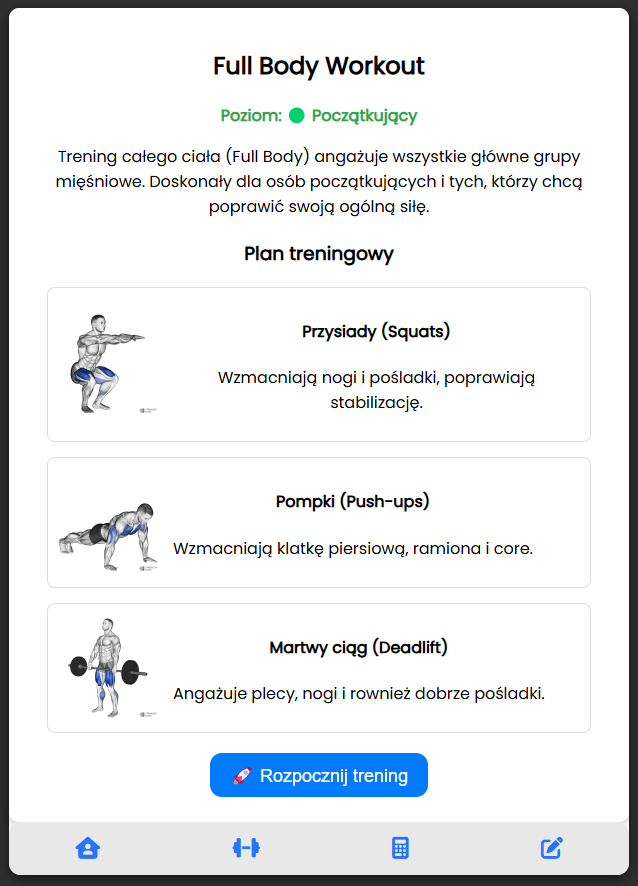 Full Body Workout
Poziom: Początkujący
Trening całego ciała (Full Body) angażuje wszystkie główne grupy
mięśniowe. Doskonały dla osób początkujących i tych, którzy chcą
poprawić swoją ogólną siłę.
Plan treningowy
Przysiady (Squats)
Wzmacniają nogi i pośladki, poprawiają
stabilizację.
Pompki (Push-ups)
Wzmacniają klatkę piersiową, ramiona i core.
Martwy ciąg (Deadlift)
Angażuje plecy, nogi i rownież dobrze pośladki.
Rozpocznij trening